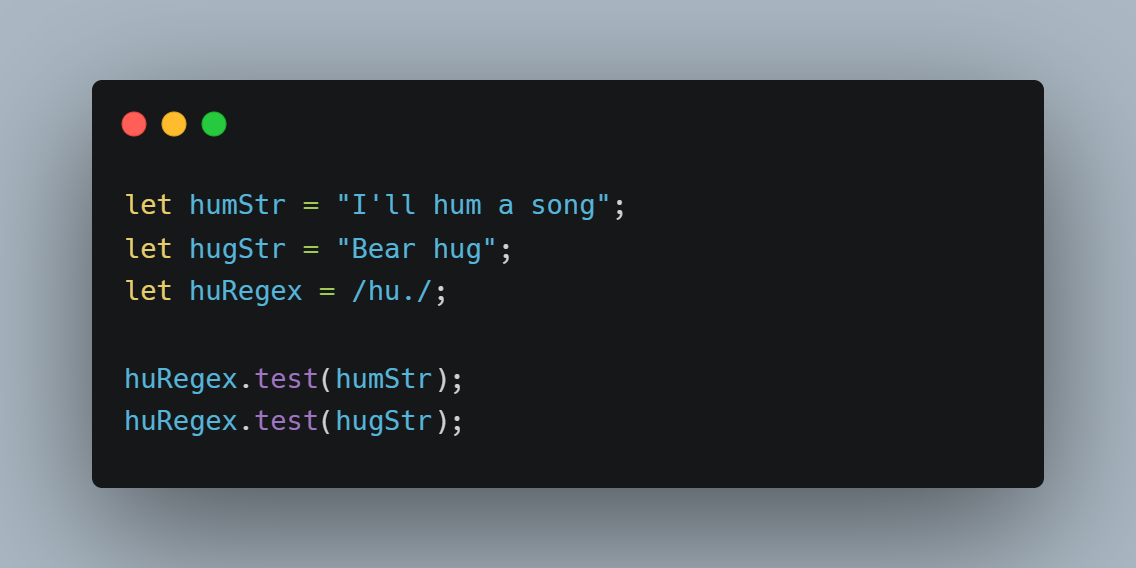 let humStr = "I'll hum a song";
let hugStr = "Bear hug";
let huRegex = /hu./;
huRegex.test(humStr);
huRegex.test(hugStr);